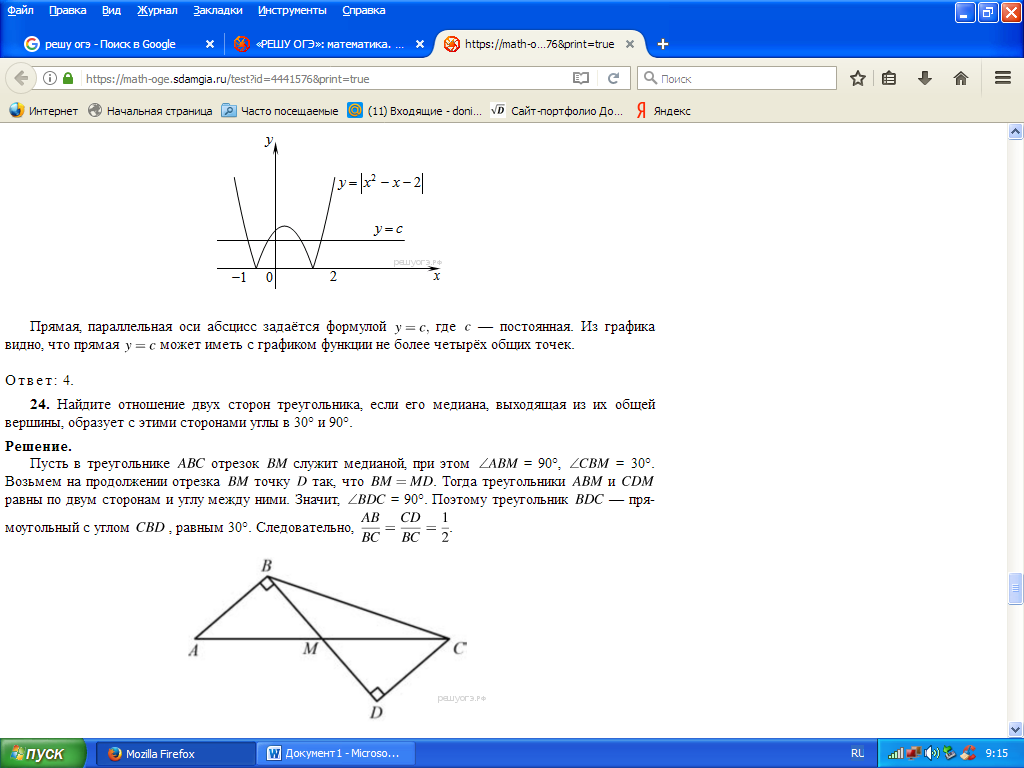 Файл Правка Вид Журнал Закладки Инструменты Справка
решу огэ - Поиск в Google
«РЕШУ ОГЭ»: математика. ...
https://math-o...76&print=true
https://math-oge.sdamgia.ru/test?id=4441576&print=true
Поиск
Интернет Начальная страница Часто посещаемые (11) Входящие - doni... √D Сайт-портфолио До... Яндекс
y
y = |x² − x − 2|
y = c
решуогэ.рф
−1 0 2 x
Прямая, параллельная оси абсцисс задаётся формулой y = c, где c — постоянная. Из графика
видно, что прямая y = c может иметь с графиком функции не более четырёх общих точек.
Ответ: 4.
24. Найдите отношение двух сторон треугольника, если его медиана, выходящая из их общей
вершины, образует с этими сторонами углы в 30° и 90°.
Решение.
Пусть в треугольнике ABC отрезок BM служит медианой, при этом ∠ABM = 90°, ∠CBM = 30°.
Возьмем на продолжении отрезка BM точку D так, что BM = MD. Тогда треугольники ABM и CDM
равны по двум сторонам и углу между ними. Значит, ∠BDC = 90°. Поэтому треугольник BDC — пря-
моугольный с углом CBD , равным 30°. Следовательно, AB/BC = CD/BC = 1/2.
B
A M C
решуогэ.рф
D
пуск Mozilla Firefox Документ1 - Microso... RU 9:15